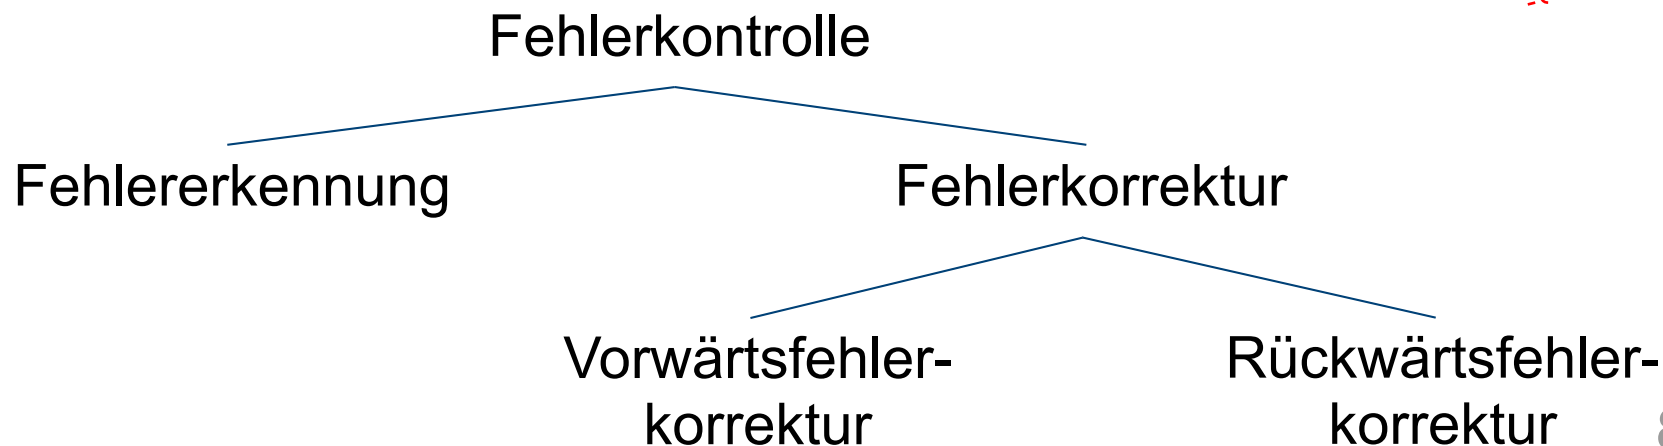 Fehlerkontrolle
Fehlererkennung Fehlerkorrektur
Vorwärtsfehler- Rückwärtsfehler-
korrektur korrektur